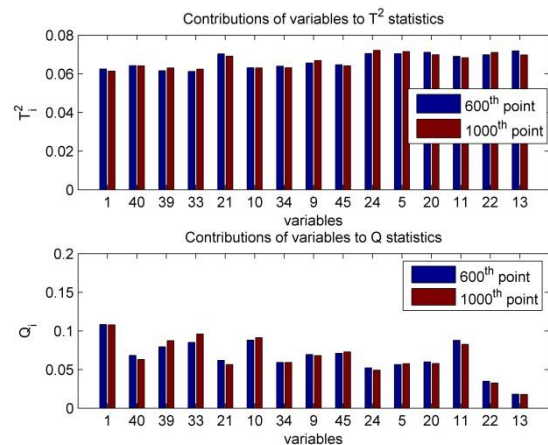 Contributions of variables to T² statistics
0.08
0.06
0.04
0.02
0
T²ᵢ
600th point
1000th point
1 40 39 33 21 10 34 9 45 24 5 20 11 22 13
variables
Contributions of variables to Q statistics
0.2
0.15
0.1
0.05
0
Qᵢ
600th point
1000th point
1 40 39 33 21 10 34 9 45 24 5 20 11 22 13
variables